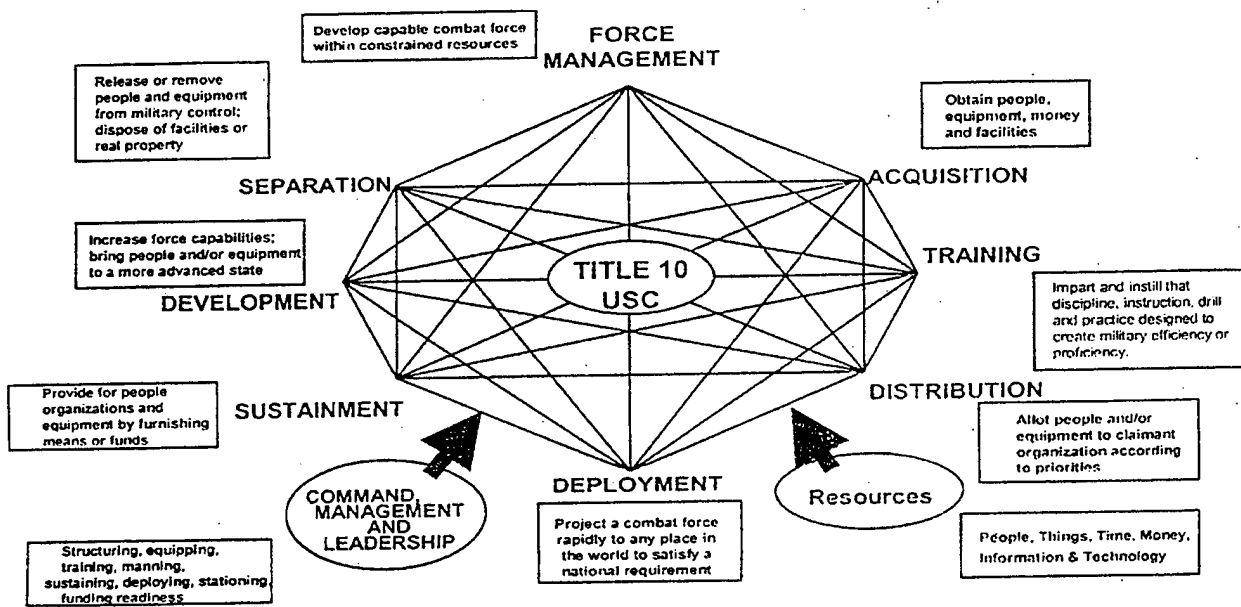 Develop capable combat force
within constrained resources
FORCE
MANAGEMENT
Release or remove
people and equipment
from military control;
dispose of facilities or
real property
Obtain people,
equipment, money
and facilities
SEPARATION
ACQUISITION
Increase force capabilities;
bring people and/or equipment
to a more advanced state
TITLE 10
USC
TRAINING
DEVELOPMENT
Impart and instill that
discipline, instruction, drill
and practice designed to
create military efficiency or
proficiency.
Provide for people
organizations and
equipment by furnishing
means or funds
SUSTAINMENT
DISTRIBUTION
Allot people and/or
equipment to claimant
organization according
to priorities
DEPLOYMENT
COMMAND,
MANAGEMENT
AND
LEADERSHIP
Resources
Project a combat force
rapidly to any place in
the world to satisfy a
national requirement
People, Things, Time, Money,
Information & Technology
Structuring, equipping,
training, manning,
sustaining, deploying, stationing,
funding readiness